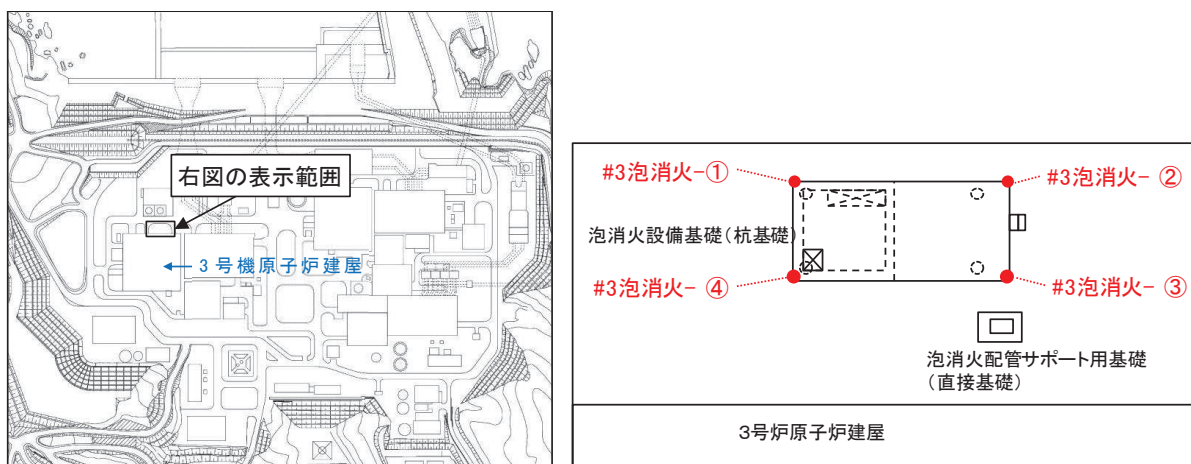 右図の表示範囲
3号機原子炉建屋
#3泡消火-①
#3泡消火- ②
泡消火設備基礎(杭基礎)
#3泡消火- ④
#3泡消火- ③
泡消火配管サポート用基礎
(直接基礎)
3号炉原子炉建屋